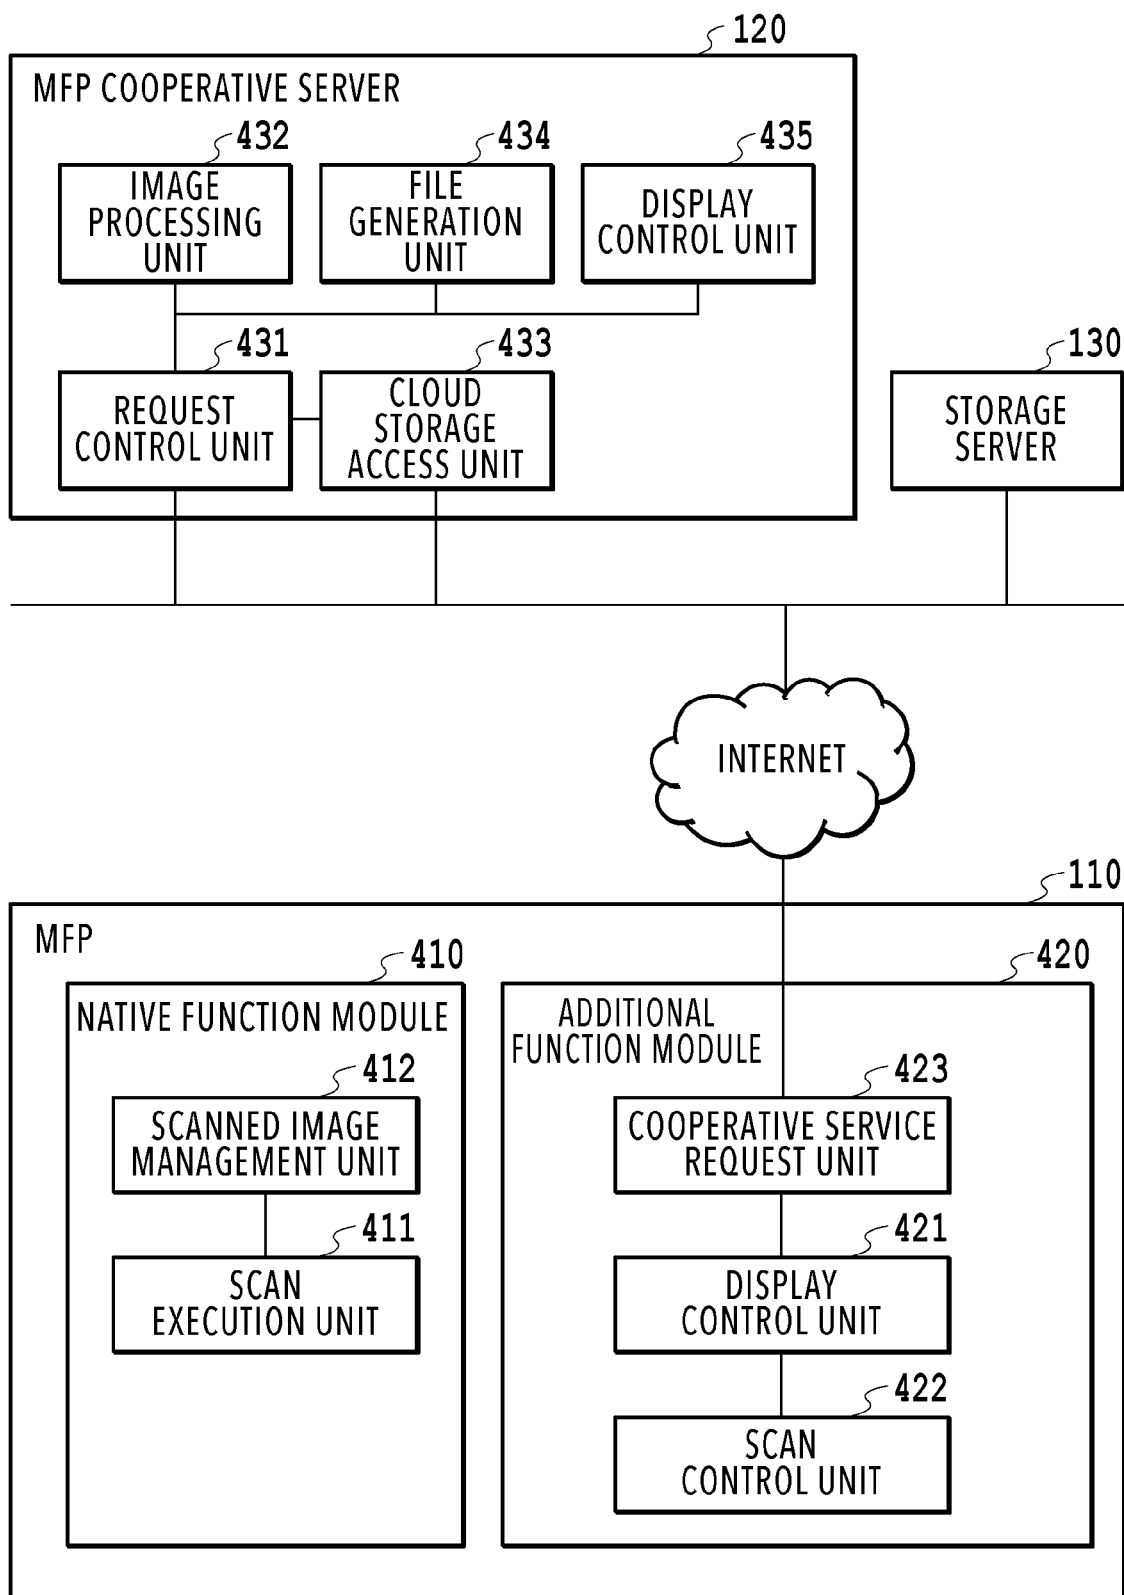 120
MFP COOPERATIVE SERVER
432
IMAGE
PROCESSING
UNIT
434
FILE
GENERATION
UNIT
435
DISPLAY
CONTROL UNIT
431
REQUEST
CONTROL UNIT
433
CLOUD
STORAGE
ACCESS UNIT
130
STORAGE
SERVER
INTERNET
110
MFP
410
NATIVE FUNCTION MODULE
412
SCANNED IMAGE
MANAGEMENT UNIT
411
SCAN
EXECUTION UNIT
420
ADDITIONAL
FUNCTION MODULE
423
COOPERATIVE SERVICE
REQUEST UNIT
421
DISPLAY
CONTROL UNIT
422
SCAN
CONTROL UNIT